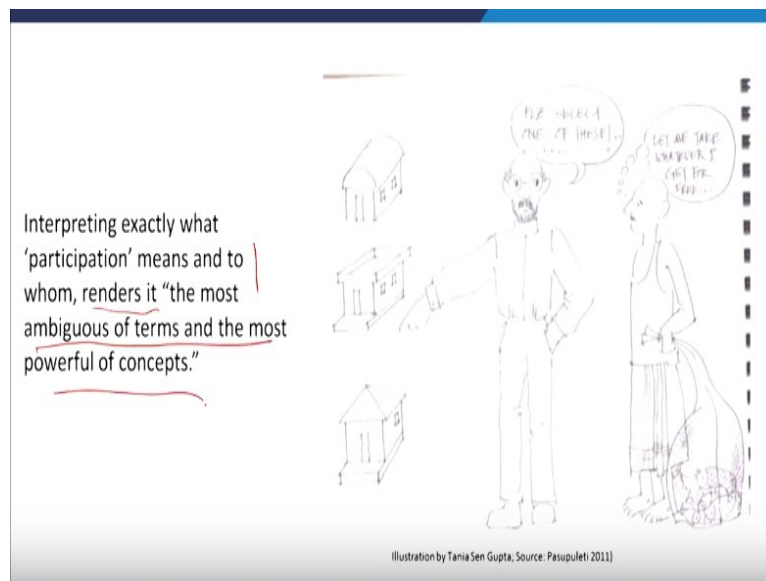 Interpreting exactly what
‘participation’ means and to
whom, renders it “the most
ambiguous of terms and the most
powerful of concepts.”
PLZ SELECT
ONE OF THESE!..
LET ME TAKE
WHATEVER I
GET FOR
FREE...
Illustration by Tania Sen Gupta; Source: Pasupuleti 2011)